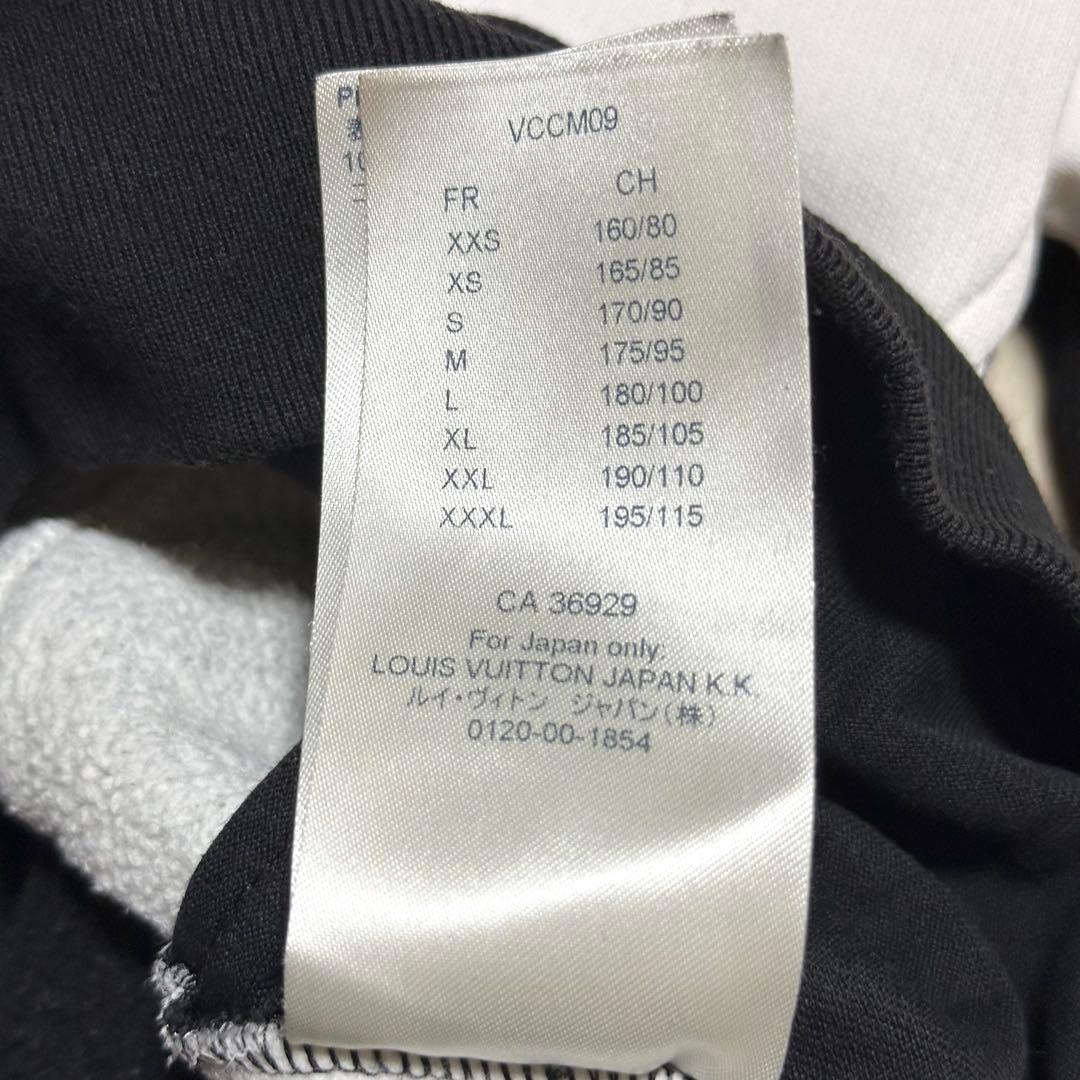 VCCM09
FR CH
XXS 160/80
XS 165/85
S 170/90
M 175/95
L 180/100
XL 185/105
XXL 190/110
XXXL 195/115
CA 36929
For Japan only:
LOUIS VUITTON JAPAN K.K.
ルイ・ヴィトン ジャパン(株)
0120-00-1854